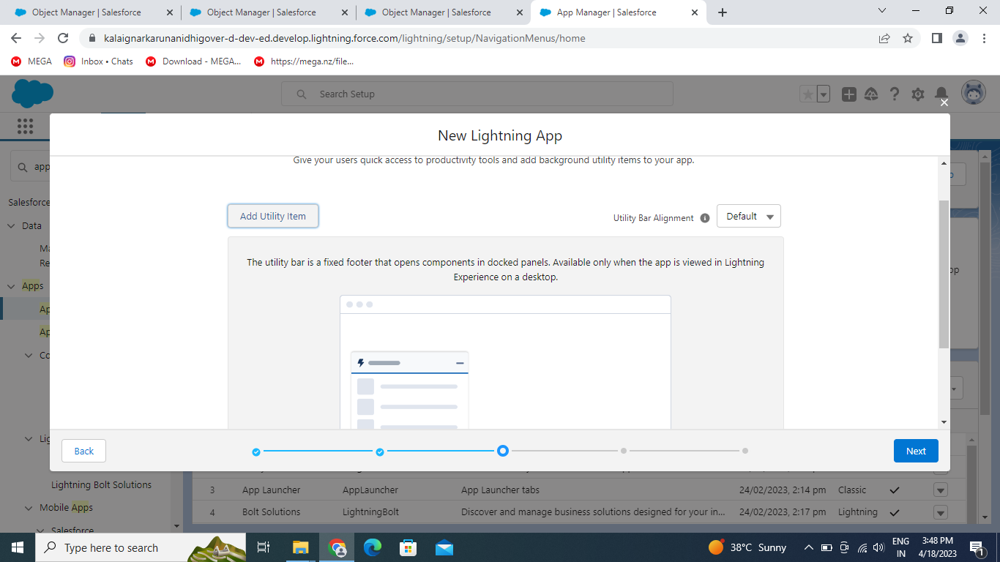 Object Manager | Salesforce
Object Manager | Salesforce
Object Manager | Salesforce
App Manager | Salesforce
kalaignarkarunanidhigover-d-dev-ed.develop.lightning.force.com/lightning/setup/NavigationMenus/home
MEGA
Inbox • Chats
Download - MEGA...
https://mega.nz/file...
Search Setup
New Lightning App
Give your users quick access to productivity tools and add background utility items to your app.
app
Salesforce
Add Utility Item
Utility Bar Alignment
Default
Data
The utility bar is a fixed footer that opens components in docked panels. Available only when the app is viewed in Lightning
Experience on a desktop.
Ma
Re
op
Apps
Ap
Ap
Co
Lig
Back
Next
Lightning Bolt Solutions
3 App Launcher AppLauncher App Launcher tabs 24/02/2023, 2:14 pm Classic
Mobile Apps
4 Bolt Solutions LightningBolt Discover and manage business solutions designed for your in... 24/02/2023, 2:17 pm Lightning
Salesforce
Type here to search
38°C Sunny
ENG
IN
3:48 PM
4/18/2023
1